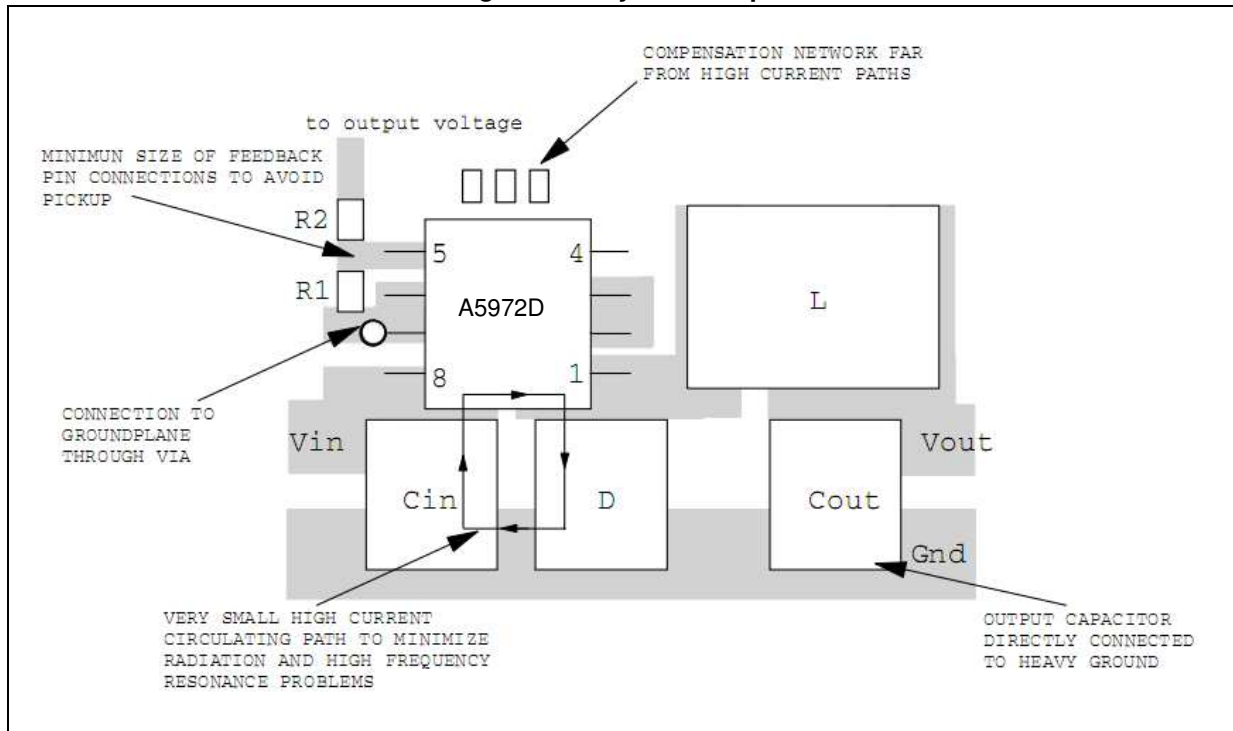 COMPENSATION NETWORK FAR
FROM HIGH CURRENT PATHS
to output voltage
MINIMUN SIZE OF FEEDBACK
PIN CONNECTIONS TO AVOID
PICKUP
R2
5
4
R1
A5972D
L
8
1
CONNECTION TO
GROUNDPLANE
THROUGH VIA
Vin
Vout
Cin
D
Cout
Gnd
VERY SMALL HIGH CURRENT
CIRCULATING PATH TO MINIMIZE
RADIATION AND HIGH FREQUENCY
RESONANCE PROBLEMS
OUTPUT CAPACITOR
DIRECTLY CONNECTED
TO HEAVY GROUND